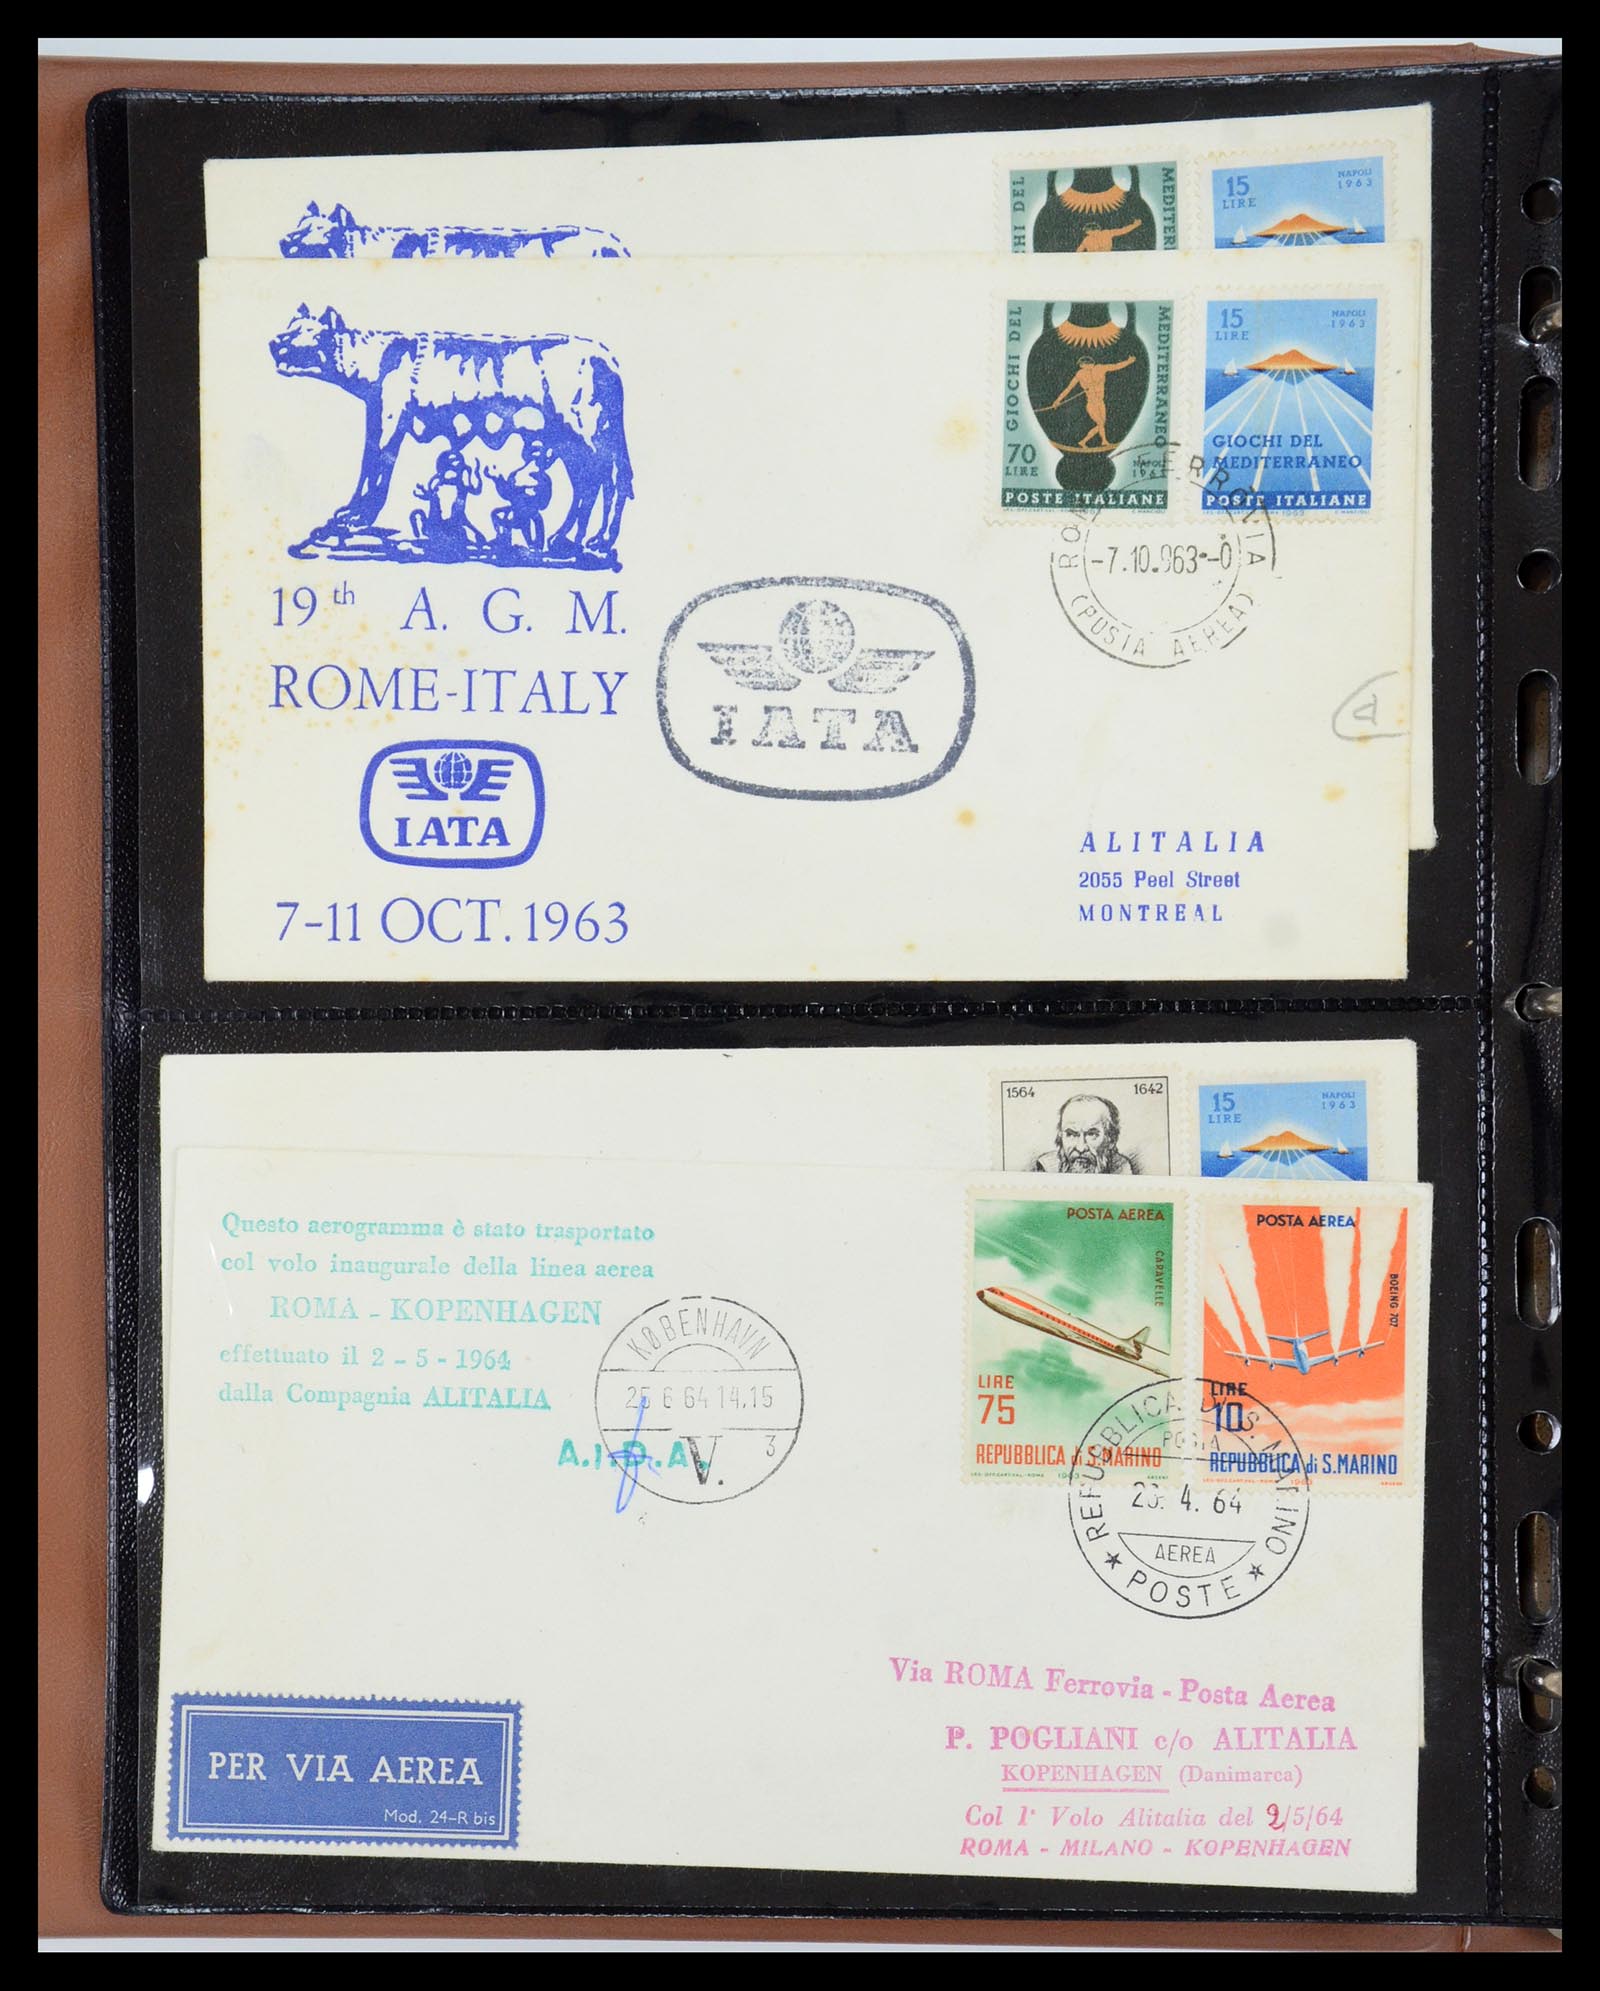 GIOCHI DEL
MEDITER
15
LIRE
NAPOLI
1963
GIOCHI DEL
MEDITERRANEO
70
LIRE
NAPOLI
POSTE ITALIANE
15
LIRE
NAPOLI
1963
GIOCHI DEL
MEDITERRANEO
POSTE ITALIANE
ROMA FERROVIA
-7.10.963--0
(POSTA AEREA)
19th A. G. M.
ROME-ITALY
IATA
7-11 OCT. 1963
IATA
ALITALIA
2055 Peel Street
MONTREAL
1564 1642
15
LIRE
NAPOLI
1963
Questo aerogramma è stato trasportato
col volo inaugurale della linea aerea
ROMA - KOPENHAGEN
effettuato il 2 - 5 - 1964
dalla Compagnia ALITALIA
A.I.D.A.
KØBENHAVN
25 6 64 14.15
V. 3
POSTA AEREA
CARAVELLE
LIRE
75
REPUBBLICA di S.MARINO
POSTA AEREA
BOEING 707
LIRE
10
REPUBBLICA di S.MARINO
REPUBBLICA DI S. MARINO
POSTA
4. 64
AEREA
POSTE
Via ROMA Ferrovia - Posta Aerea
P. POGLIANI c/o ALITALIA
KOPENHAGEN (Danimarca)
Col 1° Volo Alitalia del 2/5/64
ROMA - MILANO - KOPENHAGEN
PER VIA AEREA
Mod. 24-R bis